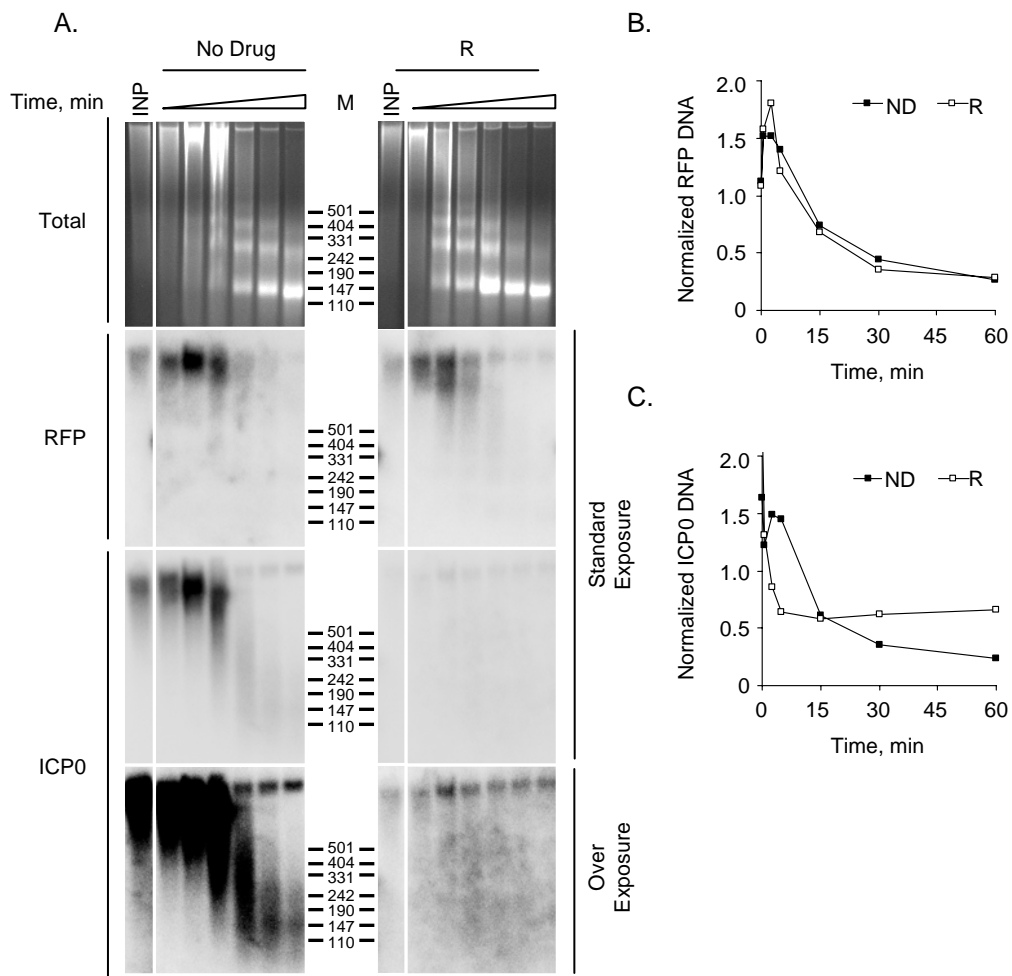 A.
No Drug
R
Time, min
INP
M
INP
Total
501
404
331
242
190
147
110
RFP
501
404
331
242
190
147
110
ICP0
501
404
331
242
190
147
110
501
404
331
242
190
147
110
Standard
Exposure
Over
Exposure
B.
Normalized RFP DNA
2.0
1.5
1.0
0.5
0
ND
R
0
15
30
45
60
Time, min
C.
Normalized ICP0 DNA
2.0
1.5
1.0
0.5
0
ND
R
0
15
30
45
60
Time, min